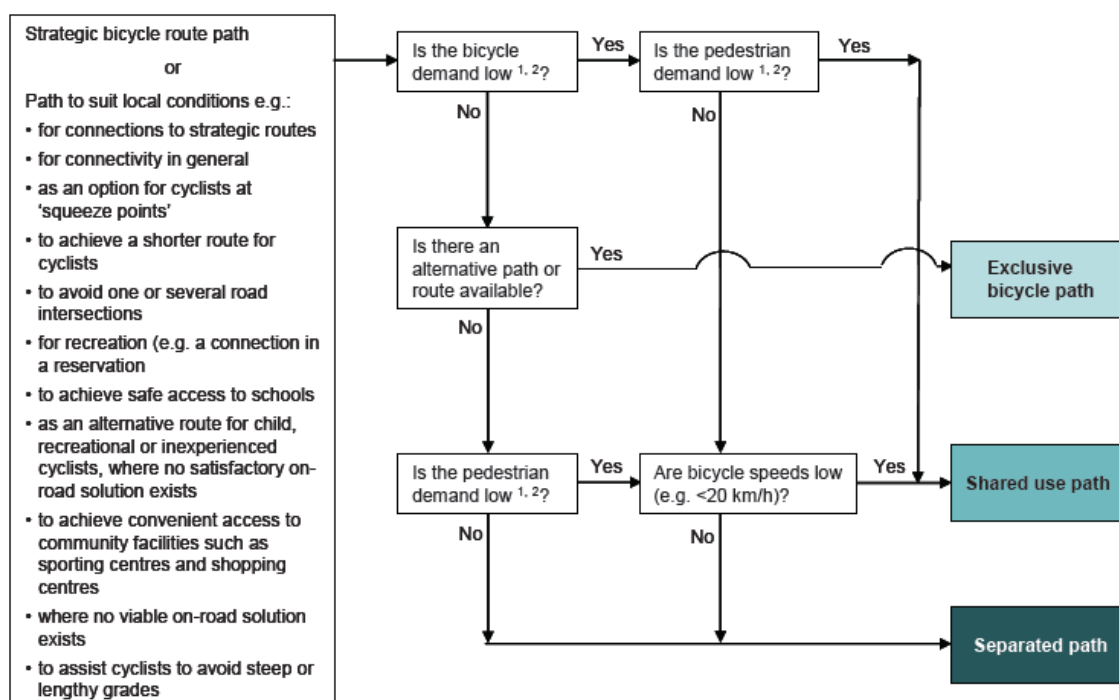 Strategic bicycle route path
or
Path to suit local conditions e.g.:
• for connections to strategic routes
• for connectivity in general
• as an option for cyclists at
‘squeeze points’
• to achieve a shorter route for
cyclists
• to avoid one or several road
intersections
• for recreation (e.g. a connection in
a reservation
• to achieve safe access to schools
• as an alternative route for child,
recreational or inexperienced
cyclists, where no satisfactory on-
road solution exists
• to achieve convenient access to
community facilities such as
sporting centres and shopping
centres
• where no viable on-road solution
exists
• to assist cyclists to avoid steep or
lengthy grades
Is the bicycle
demand low 1, 2?
Yes
No
Is the pedestrian
demand low 1, 2?
Yes
No
Is there an
alternative path or
route available?
Yes
No
Exclusive
bicycle path
Is the pedestrian
demand low 1, 2?
Yes
No
Are bicycle speeds low
(e.g. <20 km/h)?
Yes
No
Shared use path
Separated path